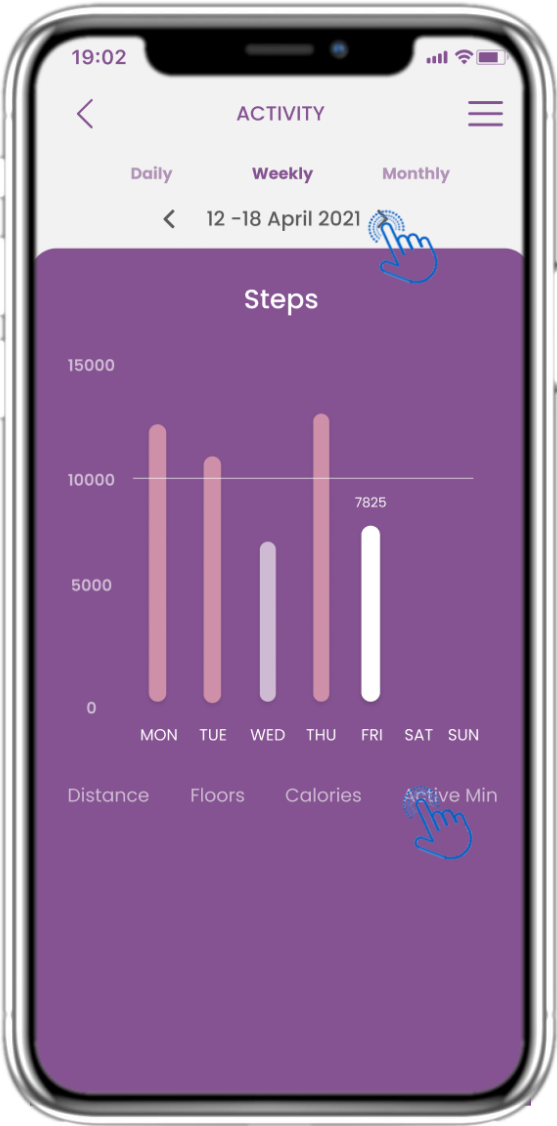 19:02
ACTIVITY
Daily Weekly Monthly
12 -18 April 2021
Steps
15000
10000
7825
5000
0
MON TUE WED THU FRI SAT SUN
Distance Floors Calories Active Min